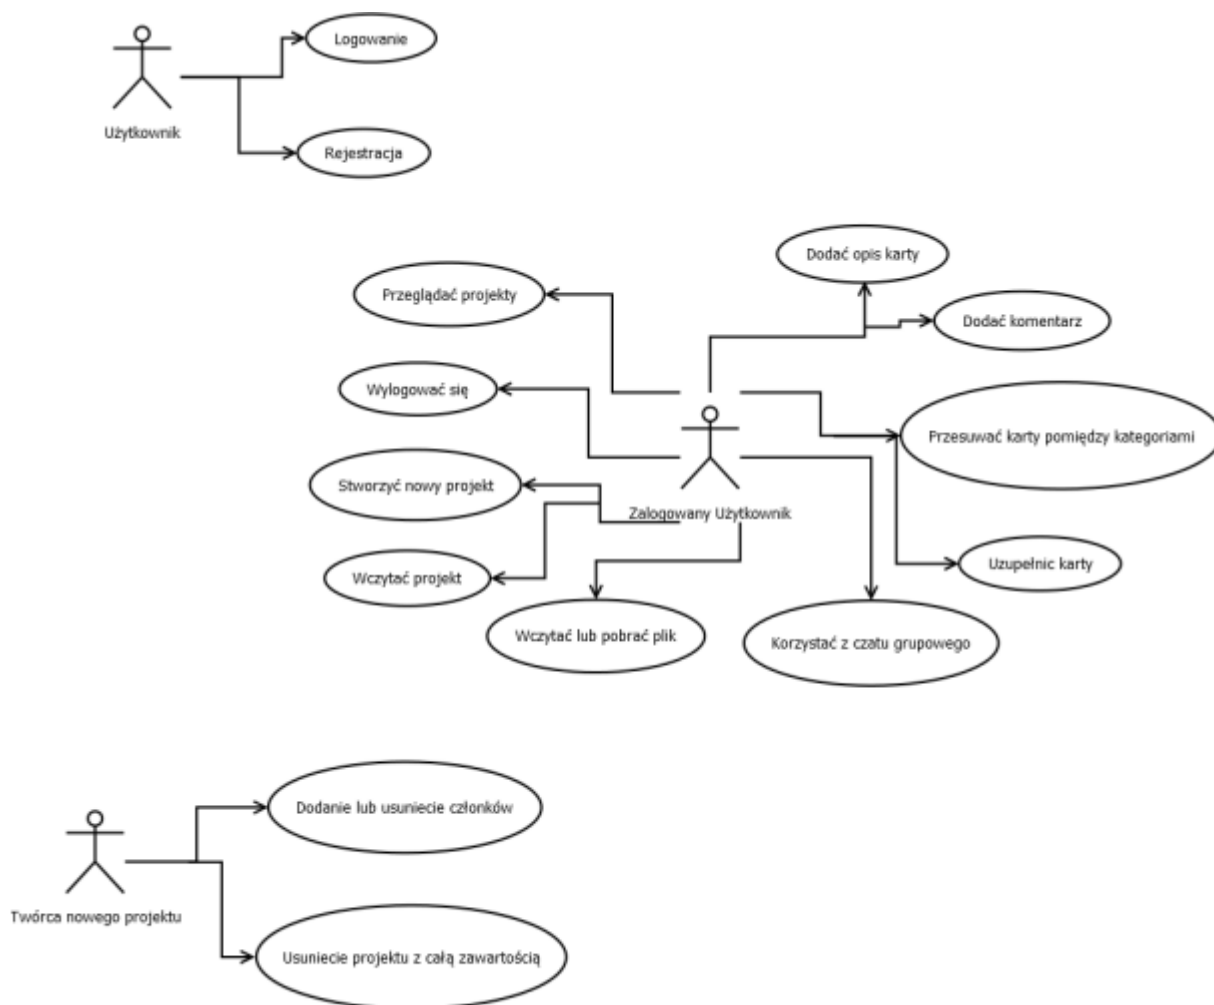 Logowanie
Użytkownik
Rejestracja
Dodać opis karty
Przeglądać projekty
Dodać komentarz
Wylogować się
Przesuwać karty pomiędzy kategoriami
Stworzyć nowy projekt
Zalogowany Użytkownik
Wczytać projekt
Uzupełnic karty
Wczytać lub pobrać plik
Korzystać z czatu grupowego
Dodanie lub usuniecie członków
Twórca nowego projektu
Usuniecie projektu z całą zawartością